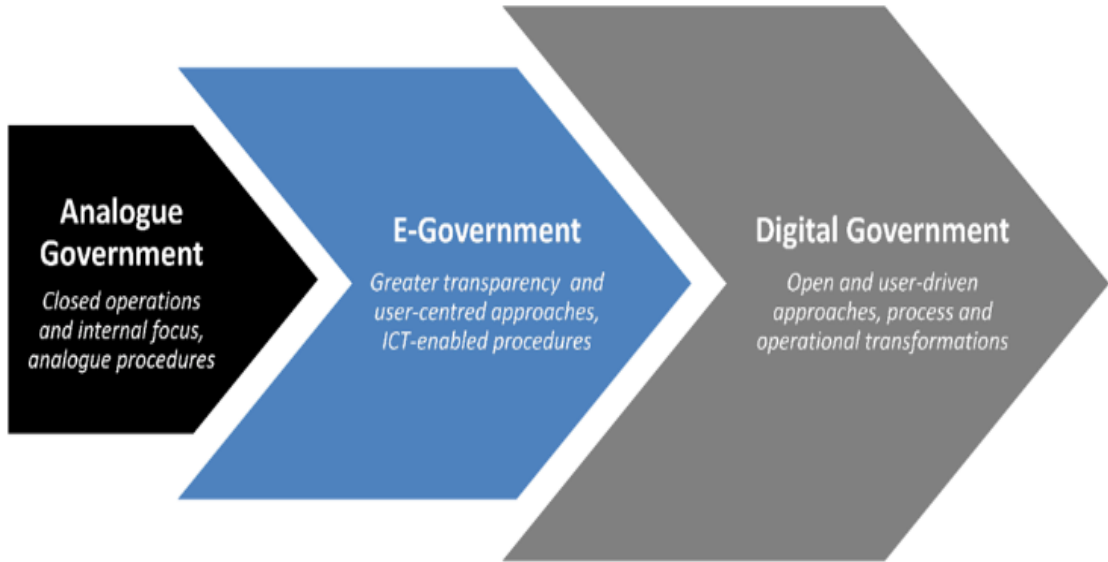 Analogue
Government
Closed operations
and internal focus,
analogue procedures
E-Government
Greater transparency and
user-centred approaches,
ICT-enabled procedures
Digital Government
Open and user-driven
approaches, process and
operational transformations